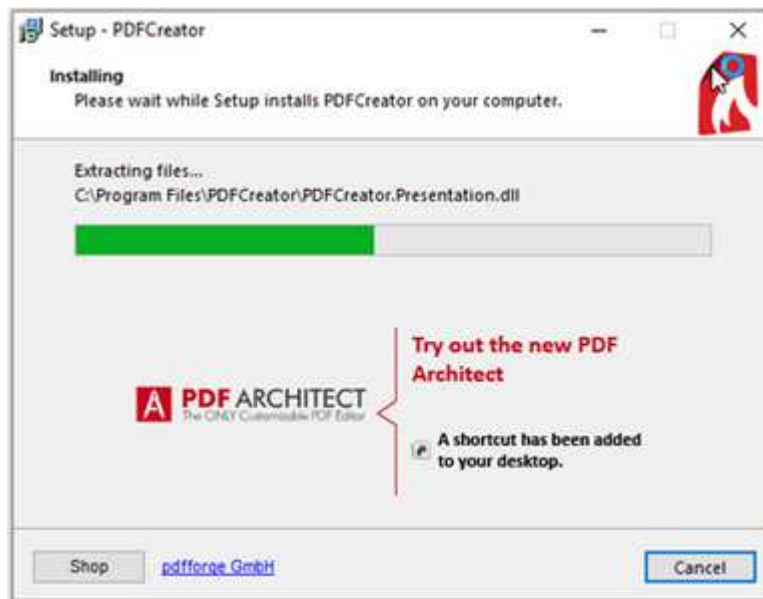 Setup - PDFCreator
Installing
Please wait while Setup installs PDFCreator on your computer.
Extracting files...
C:\Program Files\PDFCreator\PDFCreator.Presentation.dll
A PDF ARCHITECT
The ONLY Customizable PDF Editor
Try out the new PDF
Architect
A shortcut has been added
to your desktop.
Shop
pdfforge GmbH
Cancel